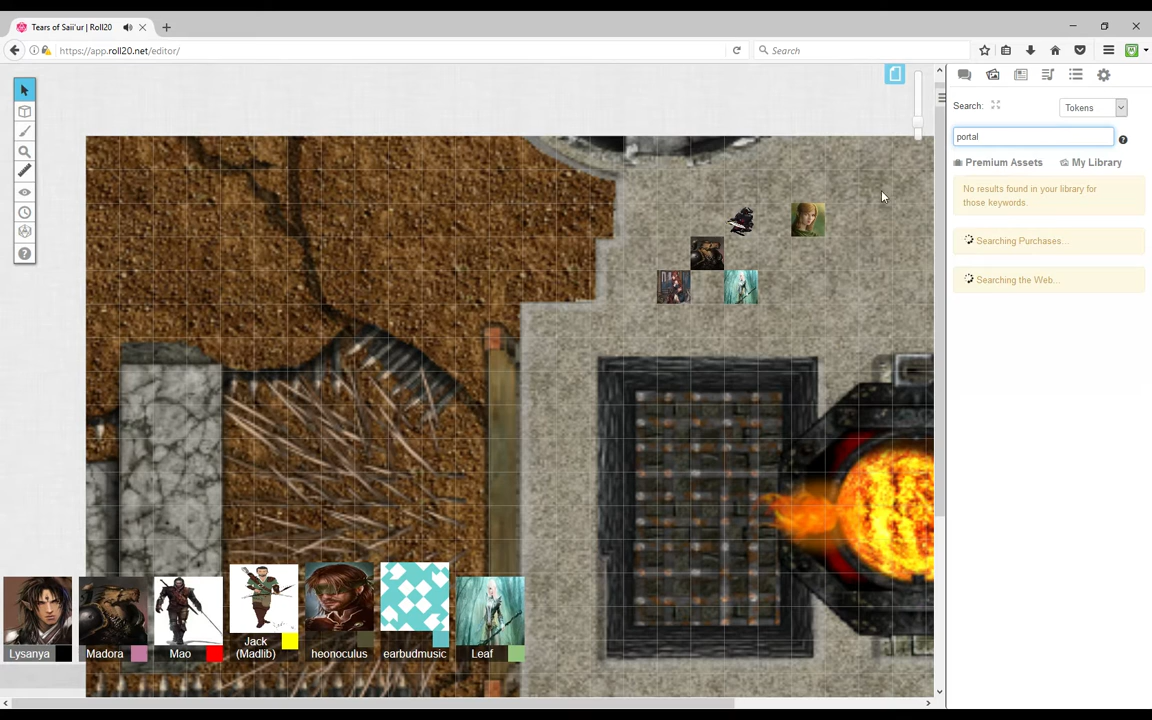 Tears of Saii'ur | Roll20
https://app.roll20.net/editor/
Search
Search:
Tokens
portal
Premium Assets
My Library
No results found in your library for
those keywords.
Searching Purchases...
Searching the Web...
Lysanya
Madora
Mao
Jack
(Madlib)
heonoculus
earbudmusic
Leaf